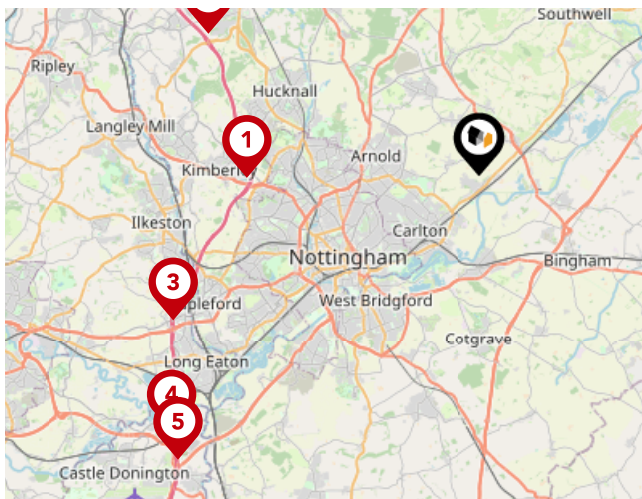 Southwell
Ripley
Hucknall
Langley Mill
1
Arnold
Ilkeston
Carlton
Nottingham
Bingham
3
West Bridgford
Cotgrave
Long Eaton
4
5
Castle Donington